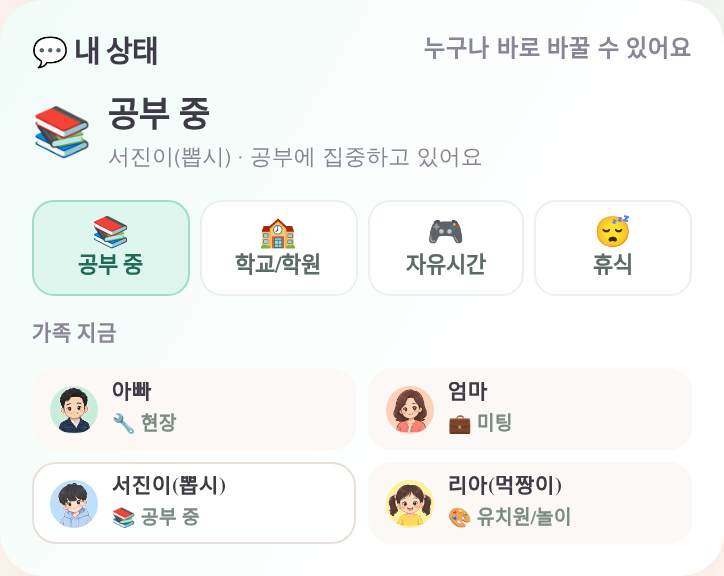 내 상태
누구나 바로 바꿀 수 있어요
공부 중
서진이(뽑시) · 공부에 집중하고 있어요
공부 중
학교/학원
자유시간
휴식
가족 지금
아빠
현장
엄마
미팅
서진이(뽑시)
공부 중
리아(먹짱이)
유치원/놀이